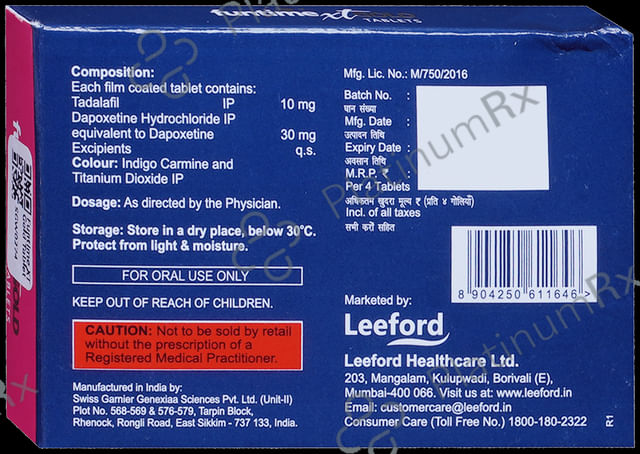 funtime xt
TABLETS
Composition:
Each film coated tablet contains:
Tadalafil IP 10 mg
Dapoxetine Hydrochloride IP
equivalent to Dapoxetine 30 mg
Excipients q.s.
Colour: Indigo Carmine and
Titanium Dioxide IP
Dosage: As directed by the Physician.
Storage: Store in a dry place, below 30°C.
Protect from light & moisture.
FOR ORAL USE ONLY
KEEP OUT OF REACH OF CHILDREN.
CAUTION: Not to be sold by retail
without the prescription of a
Registered Medical Practitioner.
Manufactured in India by:
Swiss Garnier Genexiaa Sciences Pvt. Ltd. (Unit-II)
Plot No. 568-569 & 576-579, Tarpin Block,
Rhenock, Rongli Road, East Sikkim - 737 133, India.
Mfg. Lic. No.: M/750/2016
Batch No. :
घान संख्या
Mfg. Date :
उत्पादन तिथि
Expiry Date :
अवसान तिथि
M.R.P. ₹ :
Per 4 Tablets
अधिकतम खुदरा मूल्य ₹ (प्रति ४ गोलियाँ)
Incl. of all taxes
सभी करों सहित
8 904250 611646 >
Marketed by:
Leeford
Leeford Healthcare Ltd.
203, Mangalam, Kulupwadi, Borivali (E),
Mumbai-400 066. Visit us at: www.leeford.in
Email: customercare@leeford.in
Consumer Care (Toll Free No.) 1800-180-2322
R1
GOLD
TABLETS
PlatinumRx
PlatinumRx